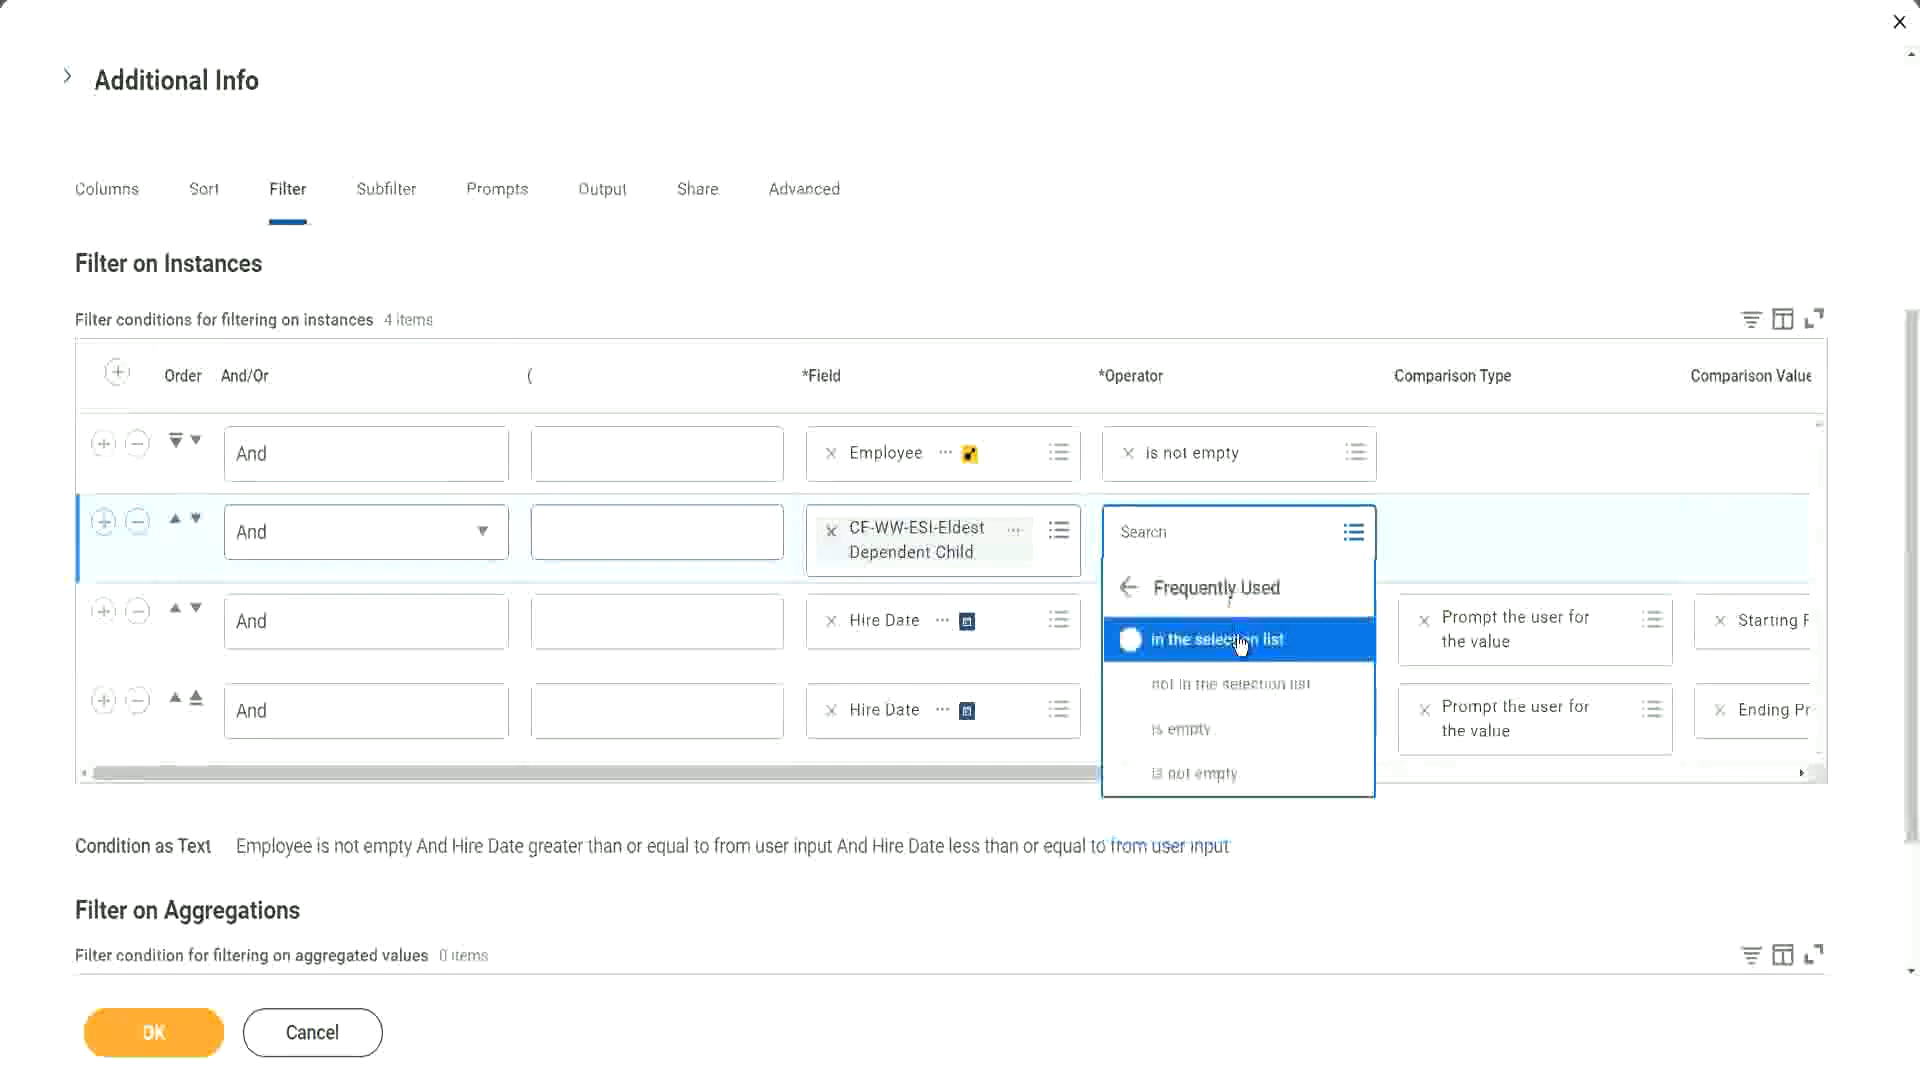 Additional Info
Columns Sort Filter Subfilter Prompts Output Share Advanced
Filter on Instances
Filter conditions for filtering on instances 4 items
Order And/Or ( *Field *Operator Comparison Type Comparison Value
And Employee is not empty
And CF-WW-ESI-Eldest Dependent Child Search
Frequently Used
in the selection list
not in the selection list
is empty
is not empty
And Hire Date Prompt the user for the value Starting P
And Hire Date Prompt the user for the value Ending Pr
Condition as Text Employee is not empty And Hire Date greater than or equal to from user input And Hire Date less than or equal to from user input
Filter on Aggregations
Filter condition for filtering on aggregated values 0 items
OK Cancel